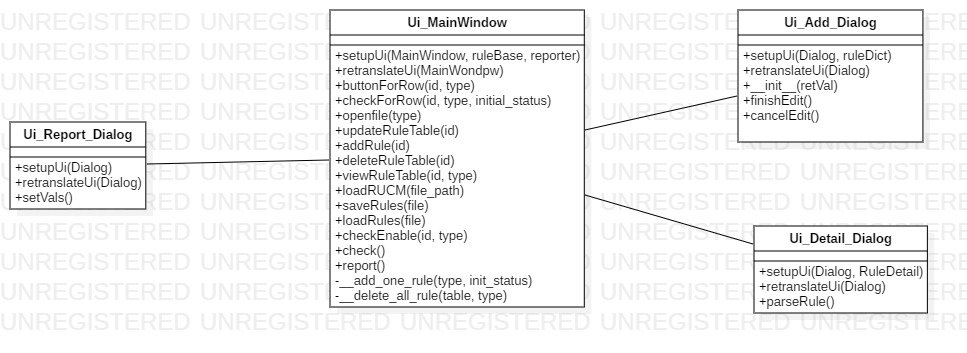 Ui_Report_Dialog
+setupUi(Dialog)
+retranslateUi(Dialog)
+setVals()
Ui_MainWindow
+setupUi(MainWindow, ruleBase, reporter)
+retranslateUi(MainWondpw)
+buttonForRow(id, type)
+checkForRow(id, type, initial_status)
+openfile(type)
+updateRuleTable(id)
+addRule(id)
+deleteRuleTable(id)
+viewRuleTable(id, type)
+loadRUCM(file_path)
+saveRules(file)
+loadRules(file)
+checkEnable(id, type)
+check()
+report()
-__add_one_rule(type, init_status)
-__delete_all_rule(table, type)
Ui_Add_Dialog
+setupUi(Dialog, ruleDict)
+retranslateUi(Dialog)
+__init__(retVal)
+finishEdit()
+cancelEdit()
Ui_Detail_Dialog
+setupUi(Dialog, RuleDetail)
+retranslateUi(Dialog)
+parseRule()
UNREGISTERED UNREGISTERED UNREGISTERED UNREGISTERED UNREGISTERED